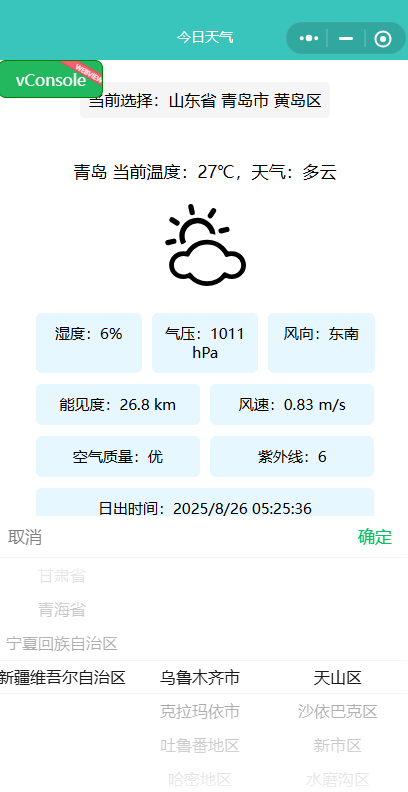 今日天气
vConsole
WEBVIEW
当前选择：山东省 青岛市 黄岛区
青岛 当前温度：27℃，天气：多云
湿度：6%
气压：1011 hPa
风向：东南
能见度：26.8 km
风速：0.83 m/s
空气质量：优
紫外线：6
日出时间：2025/8/26 05:25:36
取消
确定
甘肃省
青海省
宁夏回族自治区
新疆维吾尔自治区 乌鲁木齐市 天山区
克拉玛依市 沙依巴克区
吐鲁番地区 新市区
哈密地区 水磨沟区